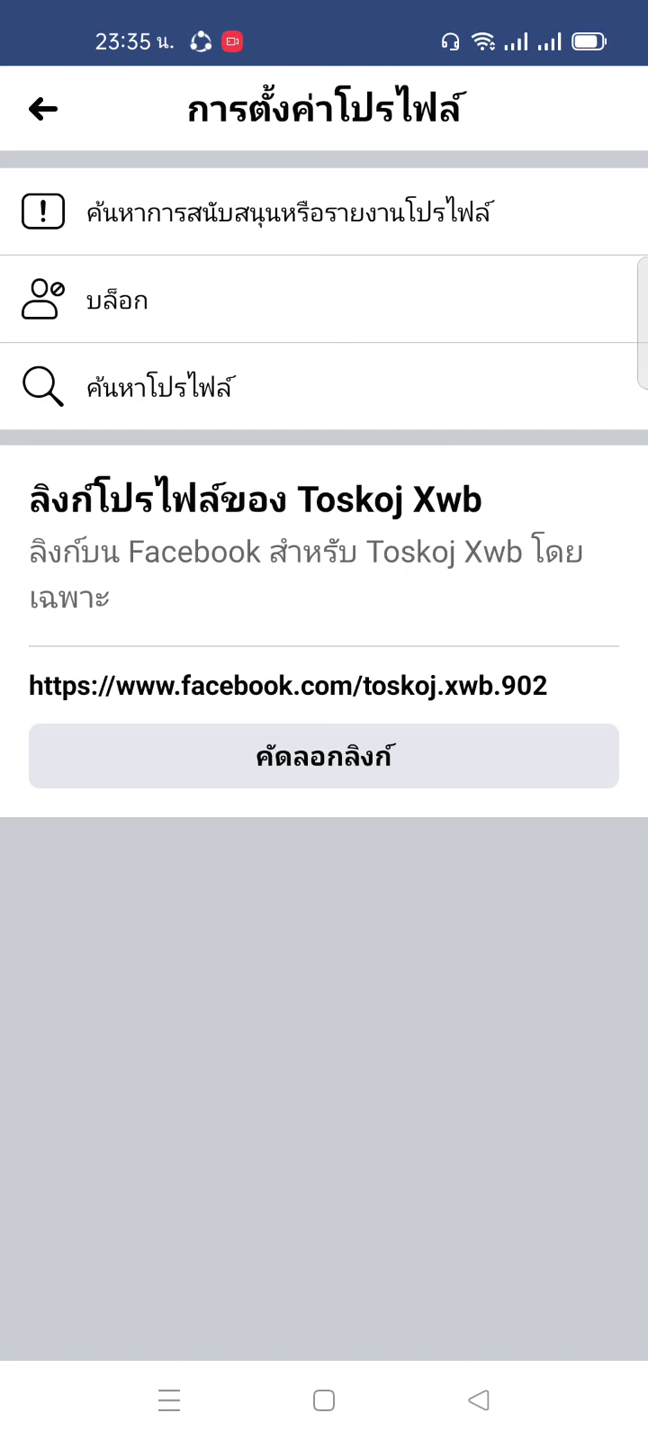 23:35 น.
การตั้งค่าโปรไฟล์
ค้นหาการสนับสนุนหรือรายงานโปรไฟล์
บล็อก
ค้นหาโปรไฟล์
ลิงก์โปรไฟล์ของ Toskoj Xwb
ลิงก์บน Facebook สำหรับ Toskoj Xwb โดย
เฉพาะ
https://www.facebook.com/toskoj.xwb.902
คัดลอกลิงก์